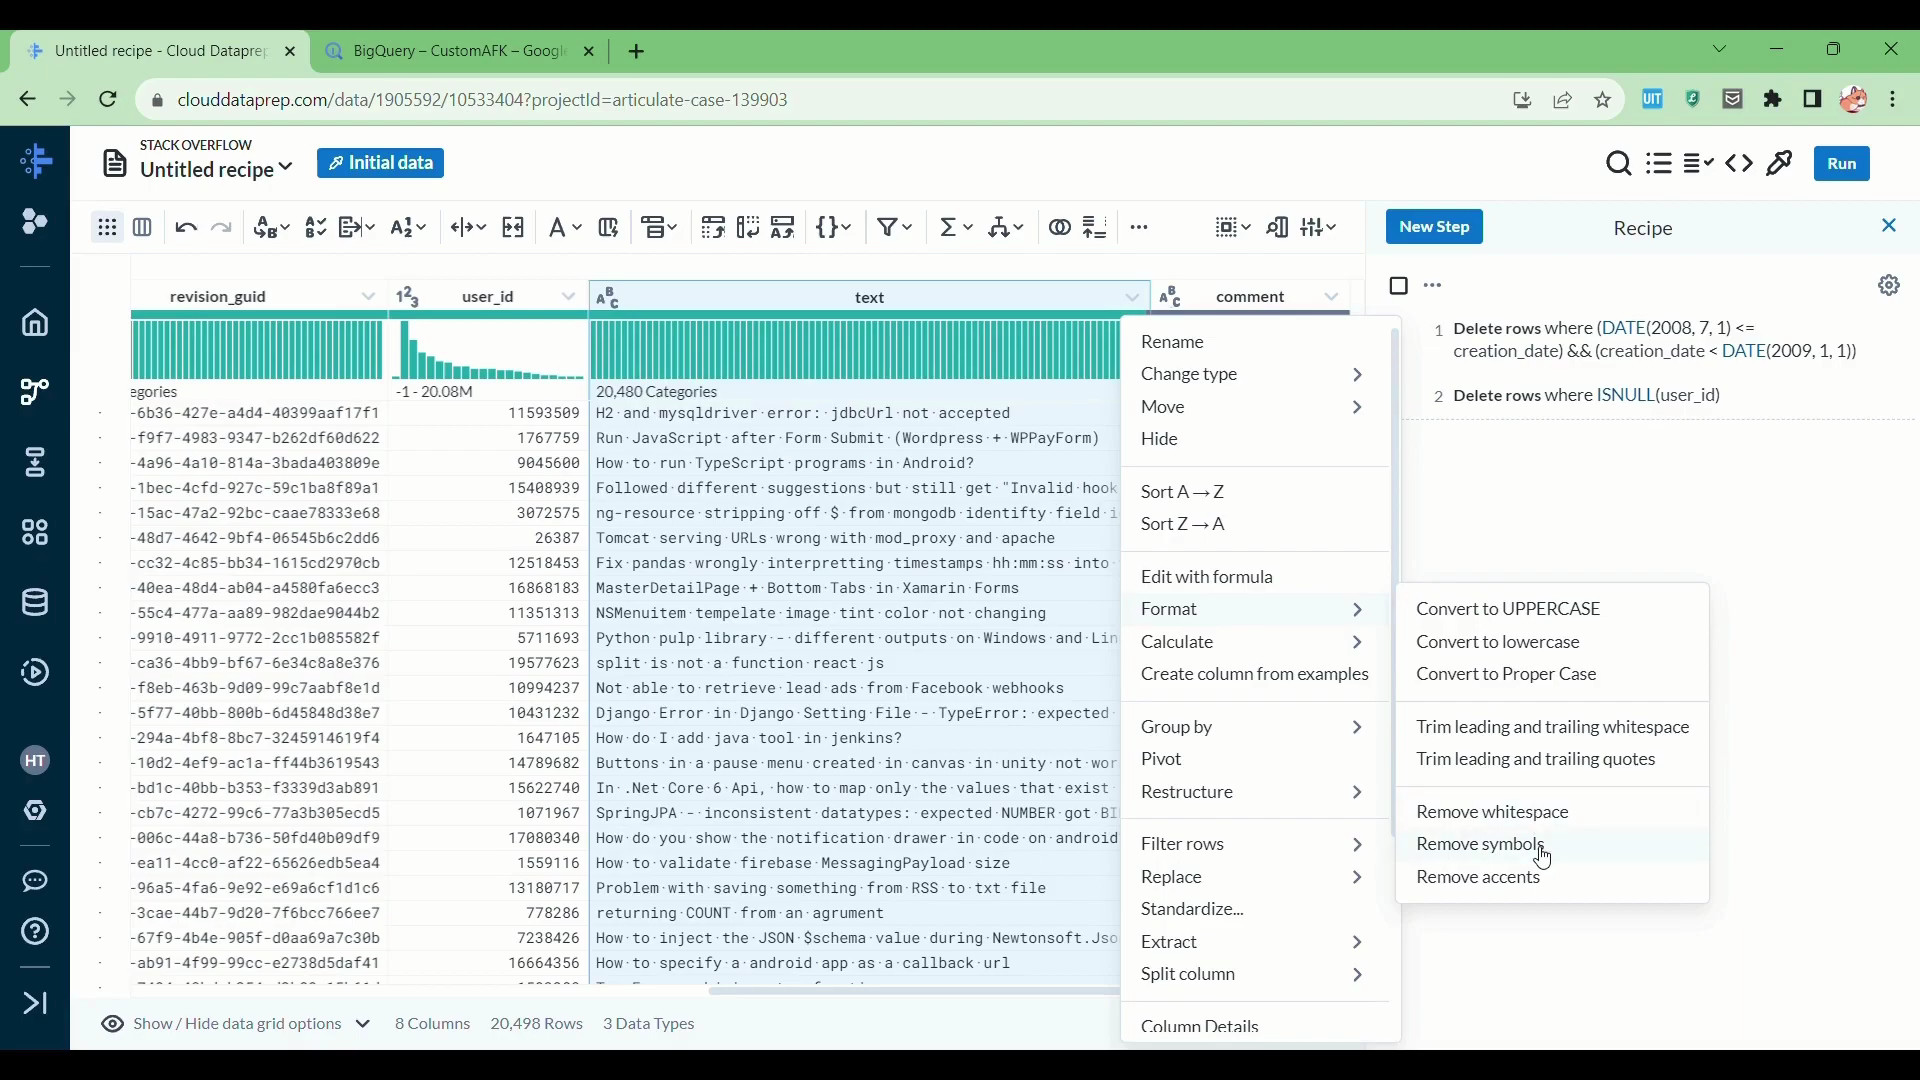 Untitled recipe - Cloud Dataprep
BigQuery – CustomAFK – Google
clouddataprep.com/data/1905592/10533404?projectId=articulate-case-139903
UIT
STACK OVERFLOW
Untitled recipe
Initial data
Run
New Step
Recipe
revision_guid
user_id
text
comment
egories
-1 - 20.08M
20,480 Categories
-6b36-427e-a4d4-40399aaf17f1 11593509 H2 and mysqldriver error: jdbcUrl not accepted
-f9f7-4983-9347-b262df60d622 1767759 Run JavaScript after Form Submit (Wordpress + WPPayForm)
-4a96-4a10-814a-3bada403809e 9045600 How to run TypeScript programs in Android?
-1bec-4cfd-927c-59c1ba8f89a1 15408939 Followed different suggestions but still get "Invalid hook
-15ac-47a2-92bc-caae78333e68 3072575 ng-resource stripping off $ from mongodb identifty field i
-48d7-4642-9bf4-06545b6c2dd6 26387 Tomcat serving URLs wrong with mod_proxy and apache
-cc32-4c85-bb34-1615cd2970cb 12518453 Fix pandas wrongly interpretting timestamps hh:mm:ss into
-40ea-48d4-ab04-a4580fa6ecc3 16868183 MasterDetailPage + Bottom Tabs in Xamarin Forms
-55c4-477a-aa89-982dae9044b2 11351313 NSMenuitem tempelate image tint color not changing
-9910-4911-9772-2cc1b085582f 5711693 Python pulp library - different outputs on Windows and Lin
-ca36-4bb9-bf67-6e34c8a8e376 19577623 split is not a function react js
-f8eb-463b-9d09-99c7aabf8e1d 10994237 Not able to retrieve lead ads from Facebook webhooks
-5f77-40bb-800b-6d45848d38e7 10431232 Django Error in Django Setting File - TypeError: expected
-294a-4bf8-8bc7-3245914619f4 1647105 How do I add java tool in jenkins?
-10d2-4ef9-ac1a-ff44b3619543 14789682 Buttons in a pause menu created in canvas in unity not wor
-bd1c-40bb-b353-f3339d3ab891 15622740 In .Net Core 6 Api, how to map only the values that exist
-cb7c-4272-99c6-77a3b305ecd5 1071967 SpringJPA - inconsistent datatypes: expected NUMBER got BI
-006c-44a8-b736-50fd40b09df9 17080340 How do you show the notification drawer in code on android
-ea11-4cc0-af22-65626edb5ea4 1559116 How to validate firebase MessagingPayload size
-96a5-4fa6-9e92-e69a6cf1d1c6 13180717 Problem with saving something from RSS to txt file
-3cae-44b7-9d20-7f6bcc766ee7 778286 returning COUNT from an agrument
-67f9-4b4e-905f-d0aa69a7c30b 7238426 How to inject the JSON $schema value during Newtonsoft.Jso
-ab91-4f99-99cc-e2738d5daf41 16664356 How to specify a android app as a callback url
Show / Hide data grid options
8 Columns
20,498 Rows
3 Data Types
HT
Rename
Change type
Move
Hide
Sort A → Z
Sort Z → A
Edit with formula
Format
Calculate
Create column from examples
Group by
Pivot
Restructure
Filter rows
Replace
Standardize...
Extract
Split column
Column Details
Convert to UPPERCASE
Convert to lowercase
Convert to Proper Case
Trim leading and trailing whitespace
Trim leading and trailing quotes
Remove whitespace
Remove symbols
Remove accents
1 Delete rows where (DATE(2008, 7, 1) <=
creation_date) && (creation_date < DATE(2009, 1, 1))
2 Delete rows where ISNULL(user_id)